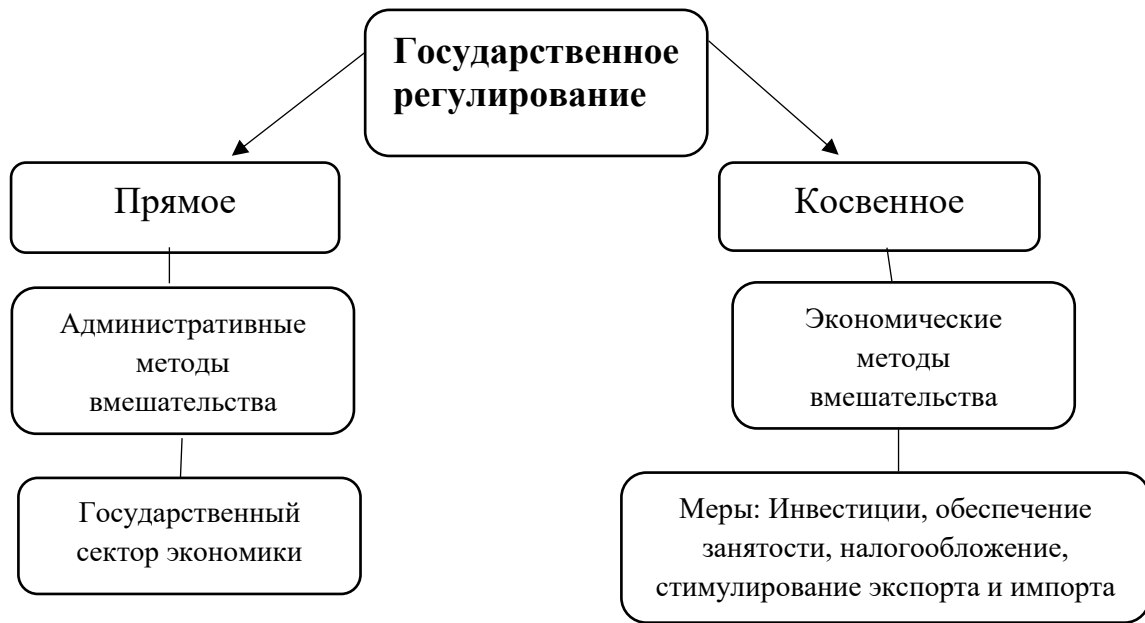 Государственное
регулирование
Прямое
Косвенное
Административные
методы
вмешательства
Экономические
методы
вмешательства
Государственный
сектор экономики
Меры: Инвестиции, обеспечение
занятости, налогообложение,
стимулирование экспорта и импорта